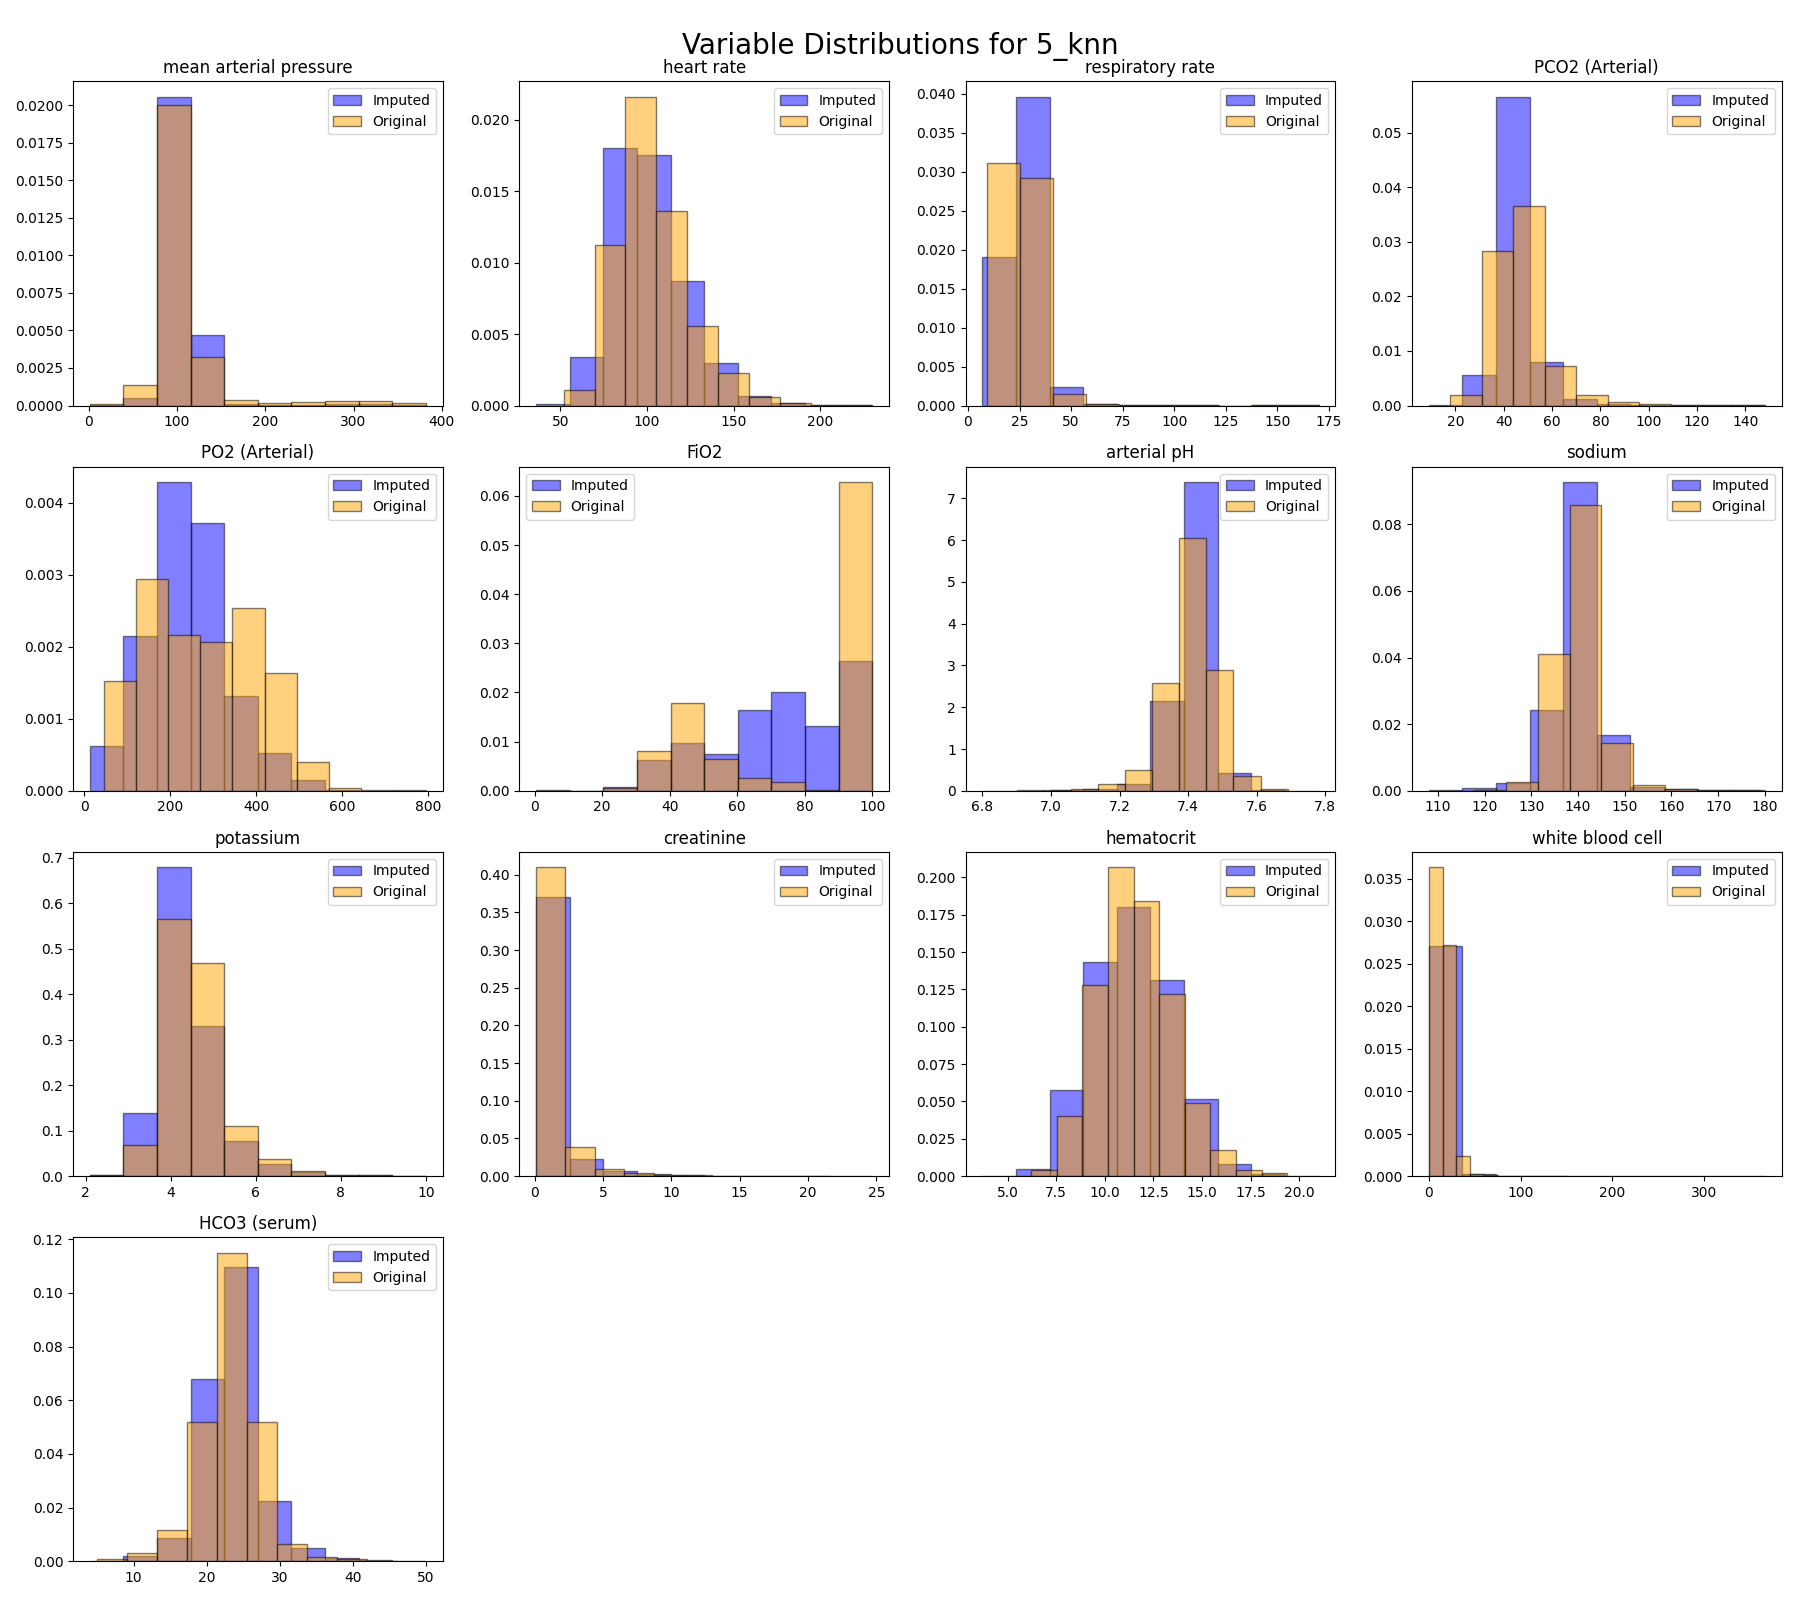 Variable Distributions for 5_knn
mean arterial pressure
heart rate
respiratory rate
PCO2 (Arterial)
0.0200
0.0175
0.0150
0.0125
0.0100
0.0075
0.0050
0.0025
0.0000
0 100 200 300 400
Imputed
Original
0.020
0.015
0.010
0.005
0.000
50 100 150 200
Imputed
Original
0.040
0.035
0.030
0.025
0.020
0.015
0.010
0.005
0.000
0 25 50 75 100 125 150 175
Imputed
Original
0.05
0.04
0.03
0.02
0.01
0.00
20 40 60 80 100 120 140
Imputed
Original
PO2 (Arterial)
FiO2
arterial pH
sodium
0.004
0.003
0.002
0.001
0.000
0 200 400 600 800
Imputed
Original
0.06
0.05
0.04
0.03
0.02
0.01
0.00
0 20 40 60 80 100
Imputed
Original
7
6
5
4
3
2
1
0
6.8 7.0 7.2 7.4 7.6 7.8
Imputed
Original
0.08
0.06
0.04
0.02
0.00
110 120 130 140 150 160 170 180
Imputed
Original
potassium
creatinine
hematocrit
white blood cell
0.7
0.6
0.5
0.4
0.3
0.2
0.1
0.0
2 4 6 8 10
Imputed
Original
0.40
0.35
0.30
0.25
0.20
0.15
0.10
0.05
0.00
0 5 10 15 20 25
Imputed
Original
0.200
0.175
0.150
0.125
0.100
0.075
0.050
0.025
0.000
5.0 7.5 10.0 12.5 15.0 17.5 20.0
Imputed
Original
0.035
0.030
0.025
0.020
0.015
0.010
0.005
0.000
0 100 200 300
Imputed
Original
HCO3 (serum)
0.12
0.10
0.08
0.06
0.04
0.02
0.00
10 20 30 40 50
Imputed
Original